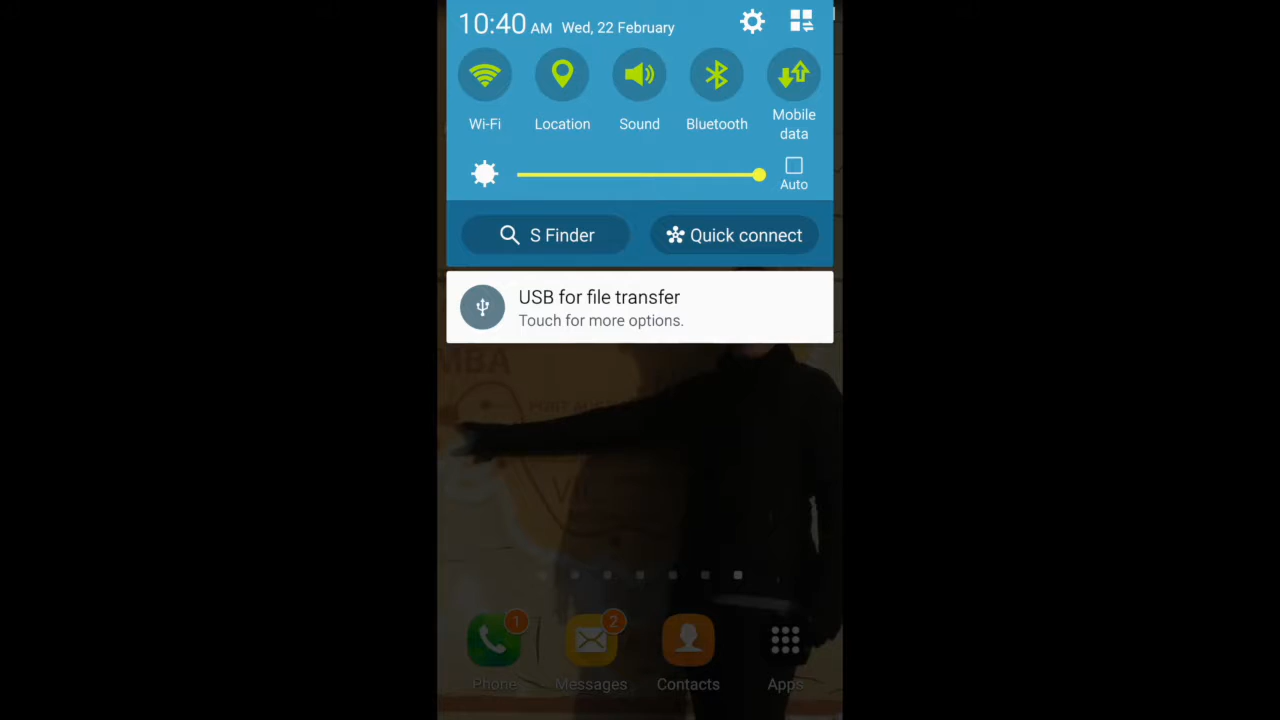 10:40 AM Wed, 22 February
Wi-Fi
Location
Sound
Bluetooth
Mobile
data
Auto
S Finder
Quick connect
USB for file transfer
Touch for more options.
MBA
1
2
Phone
Messages
Contacts
Apps